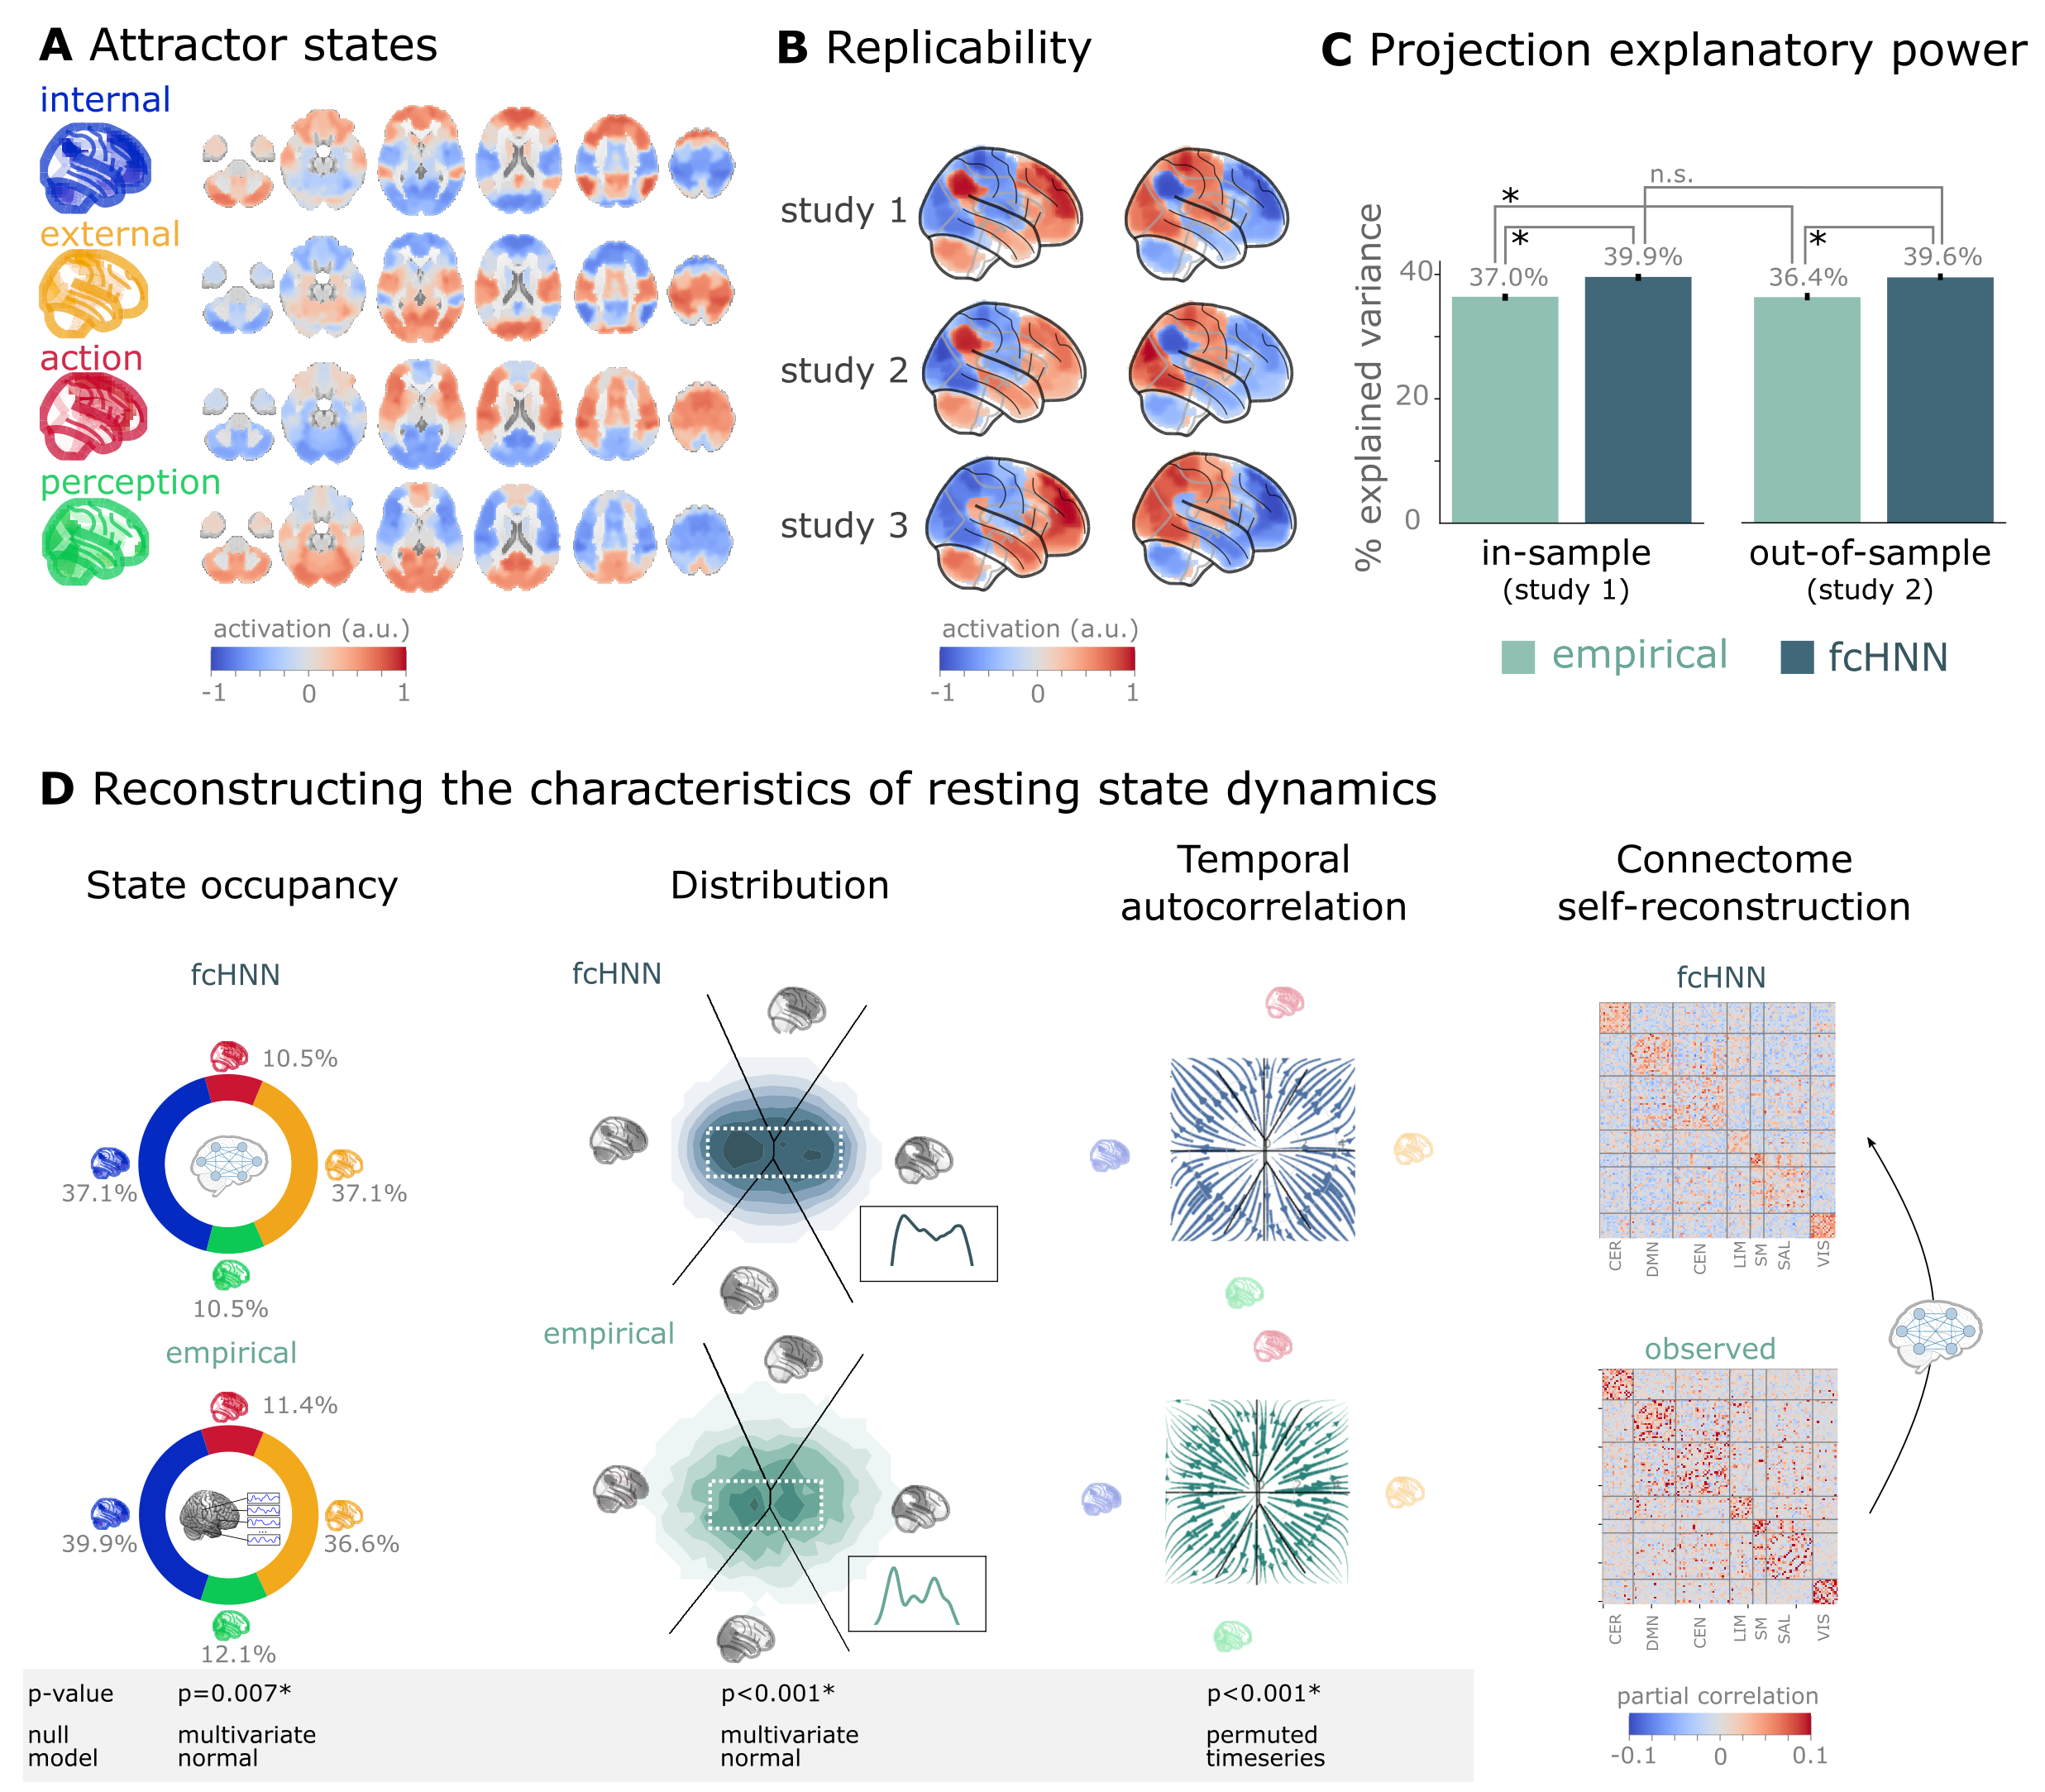 A Attractor states
internal
external
action
perception
activation (a.u.)
-1 0 1
B Replicability
study 1
study 2
study 3
activation (a.u.)
-1 0 1
C Projection explanatory power
% explained variance
40
20
0
*
n.s.
*
*
37.0%
39.9%
36.4%
39.6%
in-sample
(study 1)
out-of-sample
(study 2)
empirical
fcHNN
D Reconstructing the characteristics of resting state dynamics
State occupancy
fcHNN
10.5%
37.1%
37.1%
10.5%
empirical
11.4%
39.9%
36.6%
12.1%
Distribution
fcHNN
empirical
Temporal
autocorrelation
Connectome
self-reconstruction
fcHNN
CER DMN CEN LIM SM SAL VIS
observed
CER DMN CEN LIM SM SAL VIS
partial correlation
-0.1 0 0.1
p-value p=0.007* p<0.001* p<0.001*
null multivariate multivariate permuted
model normal normal timeseries